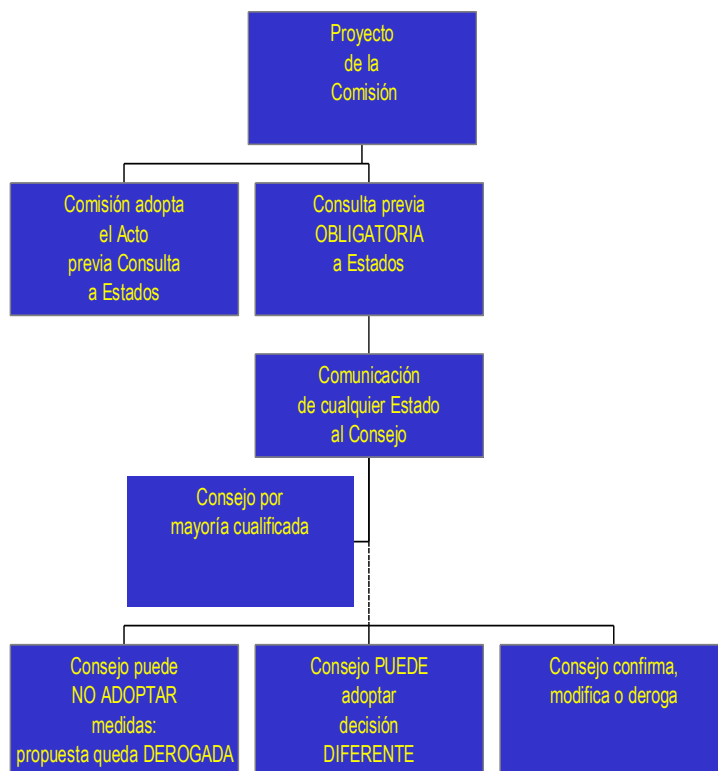 Proyecto
de la
Comisión
Comisión adopta
el Acto
previa Consulta
a Estados
Consulta previa
OBLIGATORIA
a Estados
Comunicación
de cualquier Estado
al Consejo
Consejo por
mayoría cualificada
Consejo puede
NO ADOPTAR
medidas:
propuesta queda DEROGADA
Consejo PUEDE
adoptar
decisión
DIFERENTE
Consejo confirma,
modifica o deroga